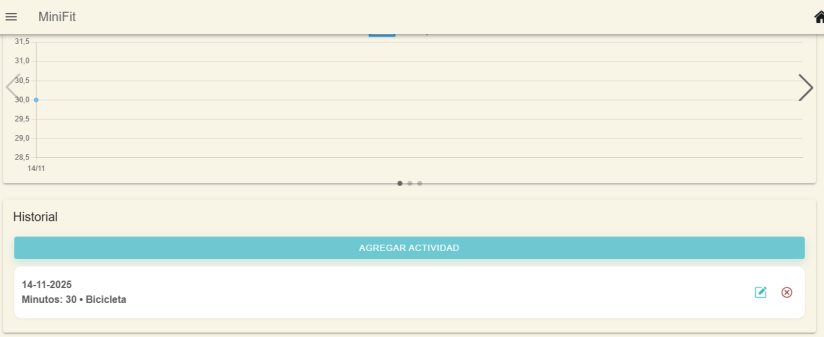 MiniFit
31,5
31,0
30,5
30,0
29,5
29,0
28,5
14/11
Historial
AGREGAR ACTIVIDAD
14-11-2025
Minutos: 30 • Bicicleta